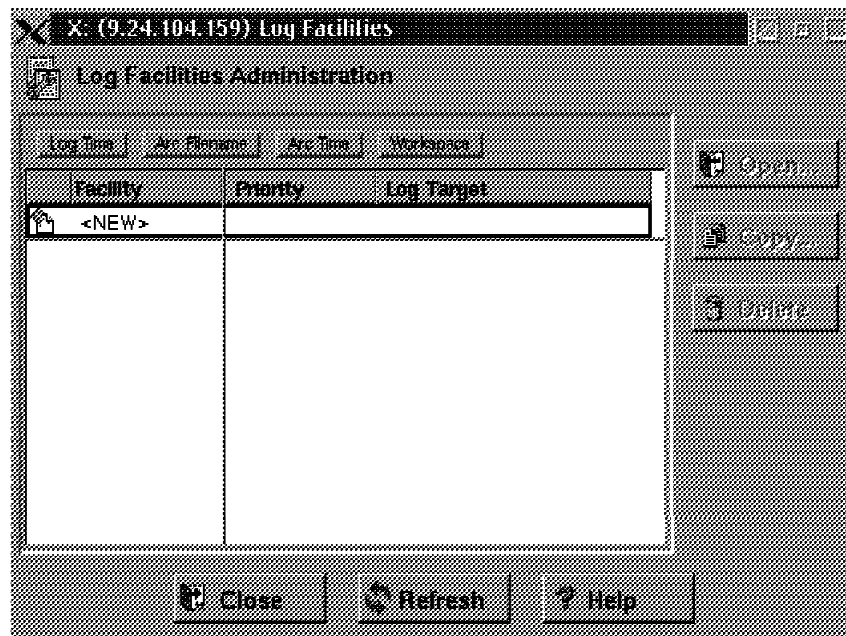 X: (9.24.104.159) Log Facilities
Log Facilities Administration
Log Time Arc Filename Arc Time Workspace
Facility Priority Log Target
<NEW>
Open...
Copy...
Delete...
Close Refresh Help